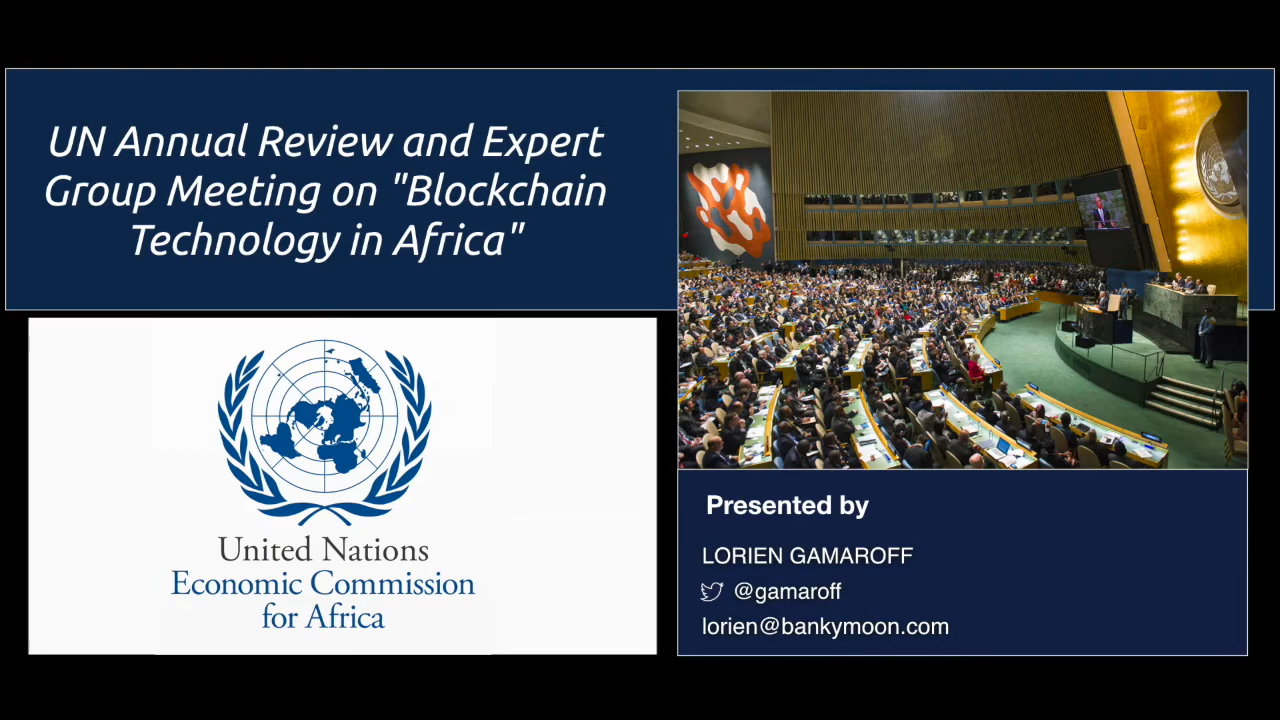 UN Annual Review and Expert
Group Meeting on "Blockchain
Technology in Africa"
United Nations
Economic Commission
for Africa
Presented by
LORIEN GAMAROFF
@gamaroff
lorien@bankymoon.com